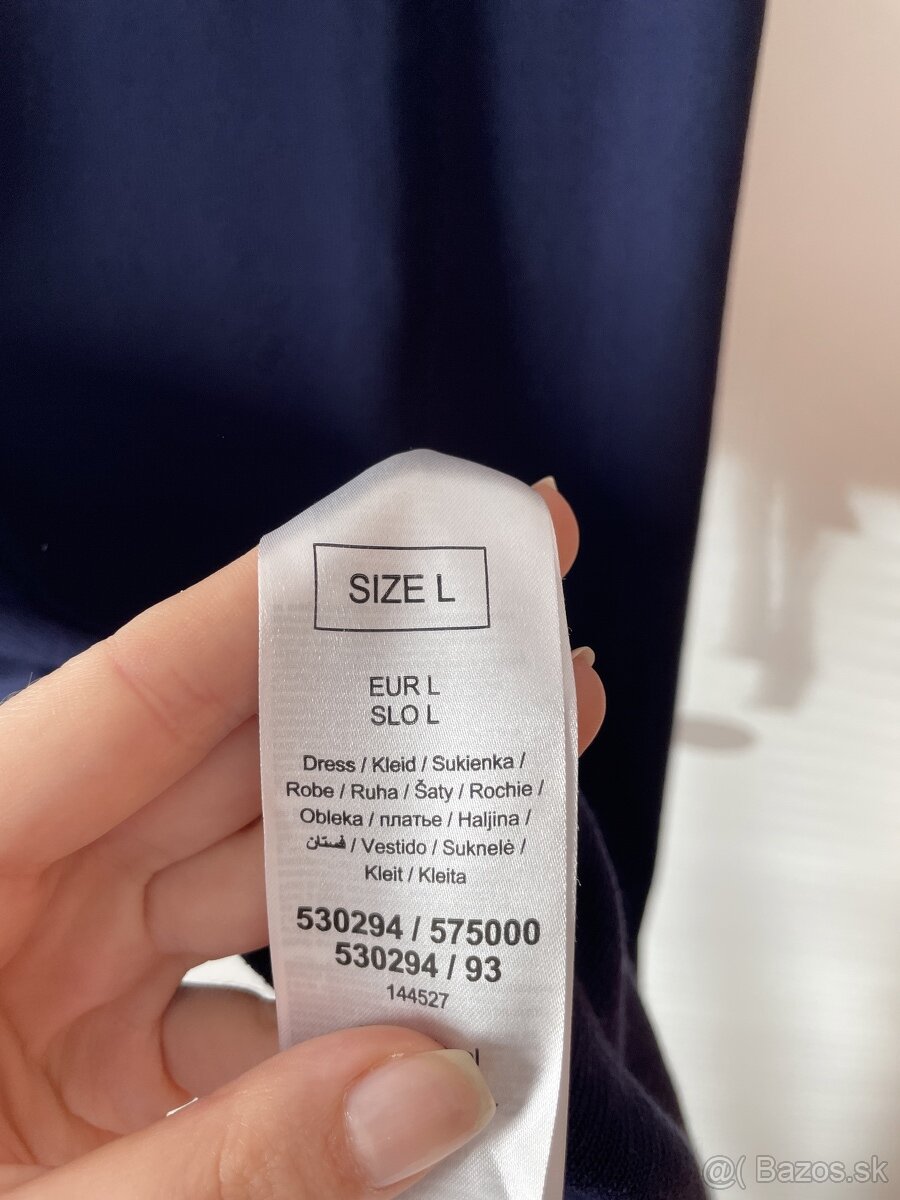 SIZE L
EUR L
SLO L
Dress / Kleid / Sukienka /
Robe / Ruha / Šaty / Rochie /
Obleka / платье / Haljina /
فستان / Vestido / Suknelė /
Kleit / Kleita
530294 / 575000
530294 / 93
144527
@( Bazos.sk